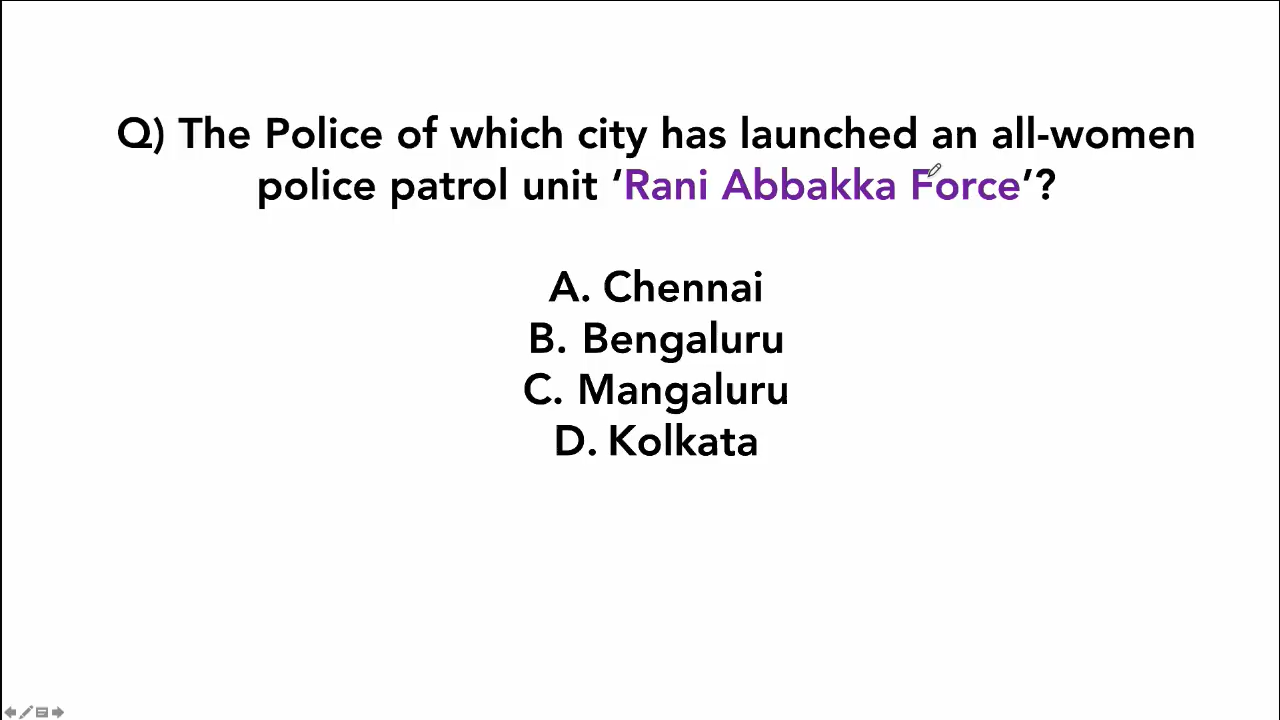 Q) The Police of which city has launched an all-women
police patrol unit ‘Rani Abbakka Force’?
A. Chennai
B. Bengaluru
C. Mangaluru
D. Kolkata